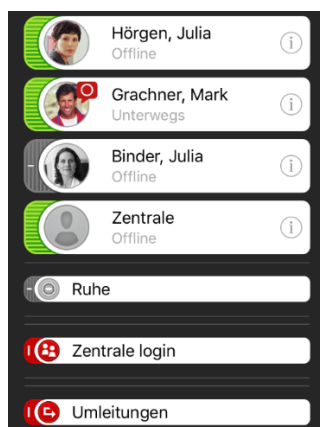 Hörgen, Julia
Offline
Grachner, Mark
Unterwegs
Binder, Julia
Offline
Zentrale
Offline
Ruhe
Zentrale login
Umleitungen